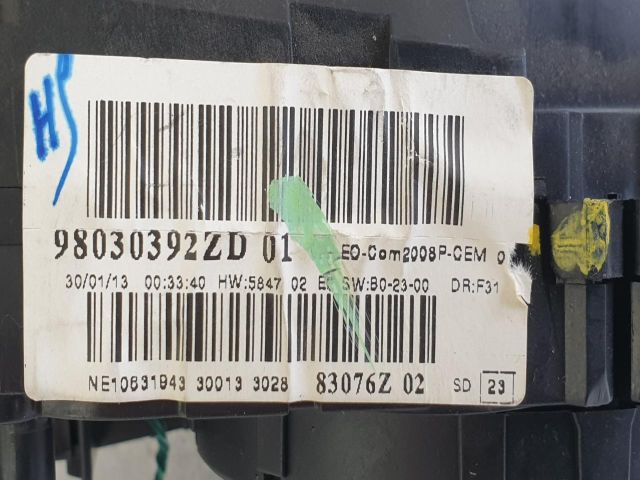 HS
98030392ZD 01 EO-Com2008P-CEM 0
30/01/13 00:33:40 HW:5847 02 SW:B0-23-00 DR:F31
NE10631943 30013 3028 83076Z 02 SD 23